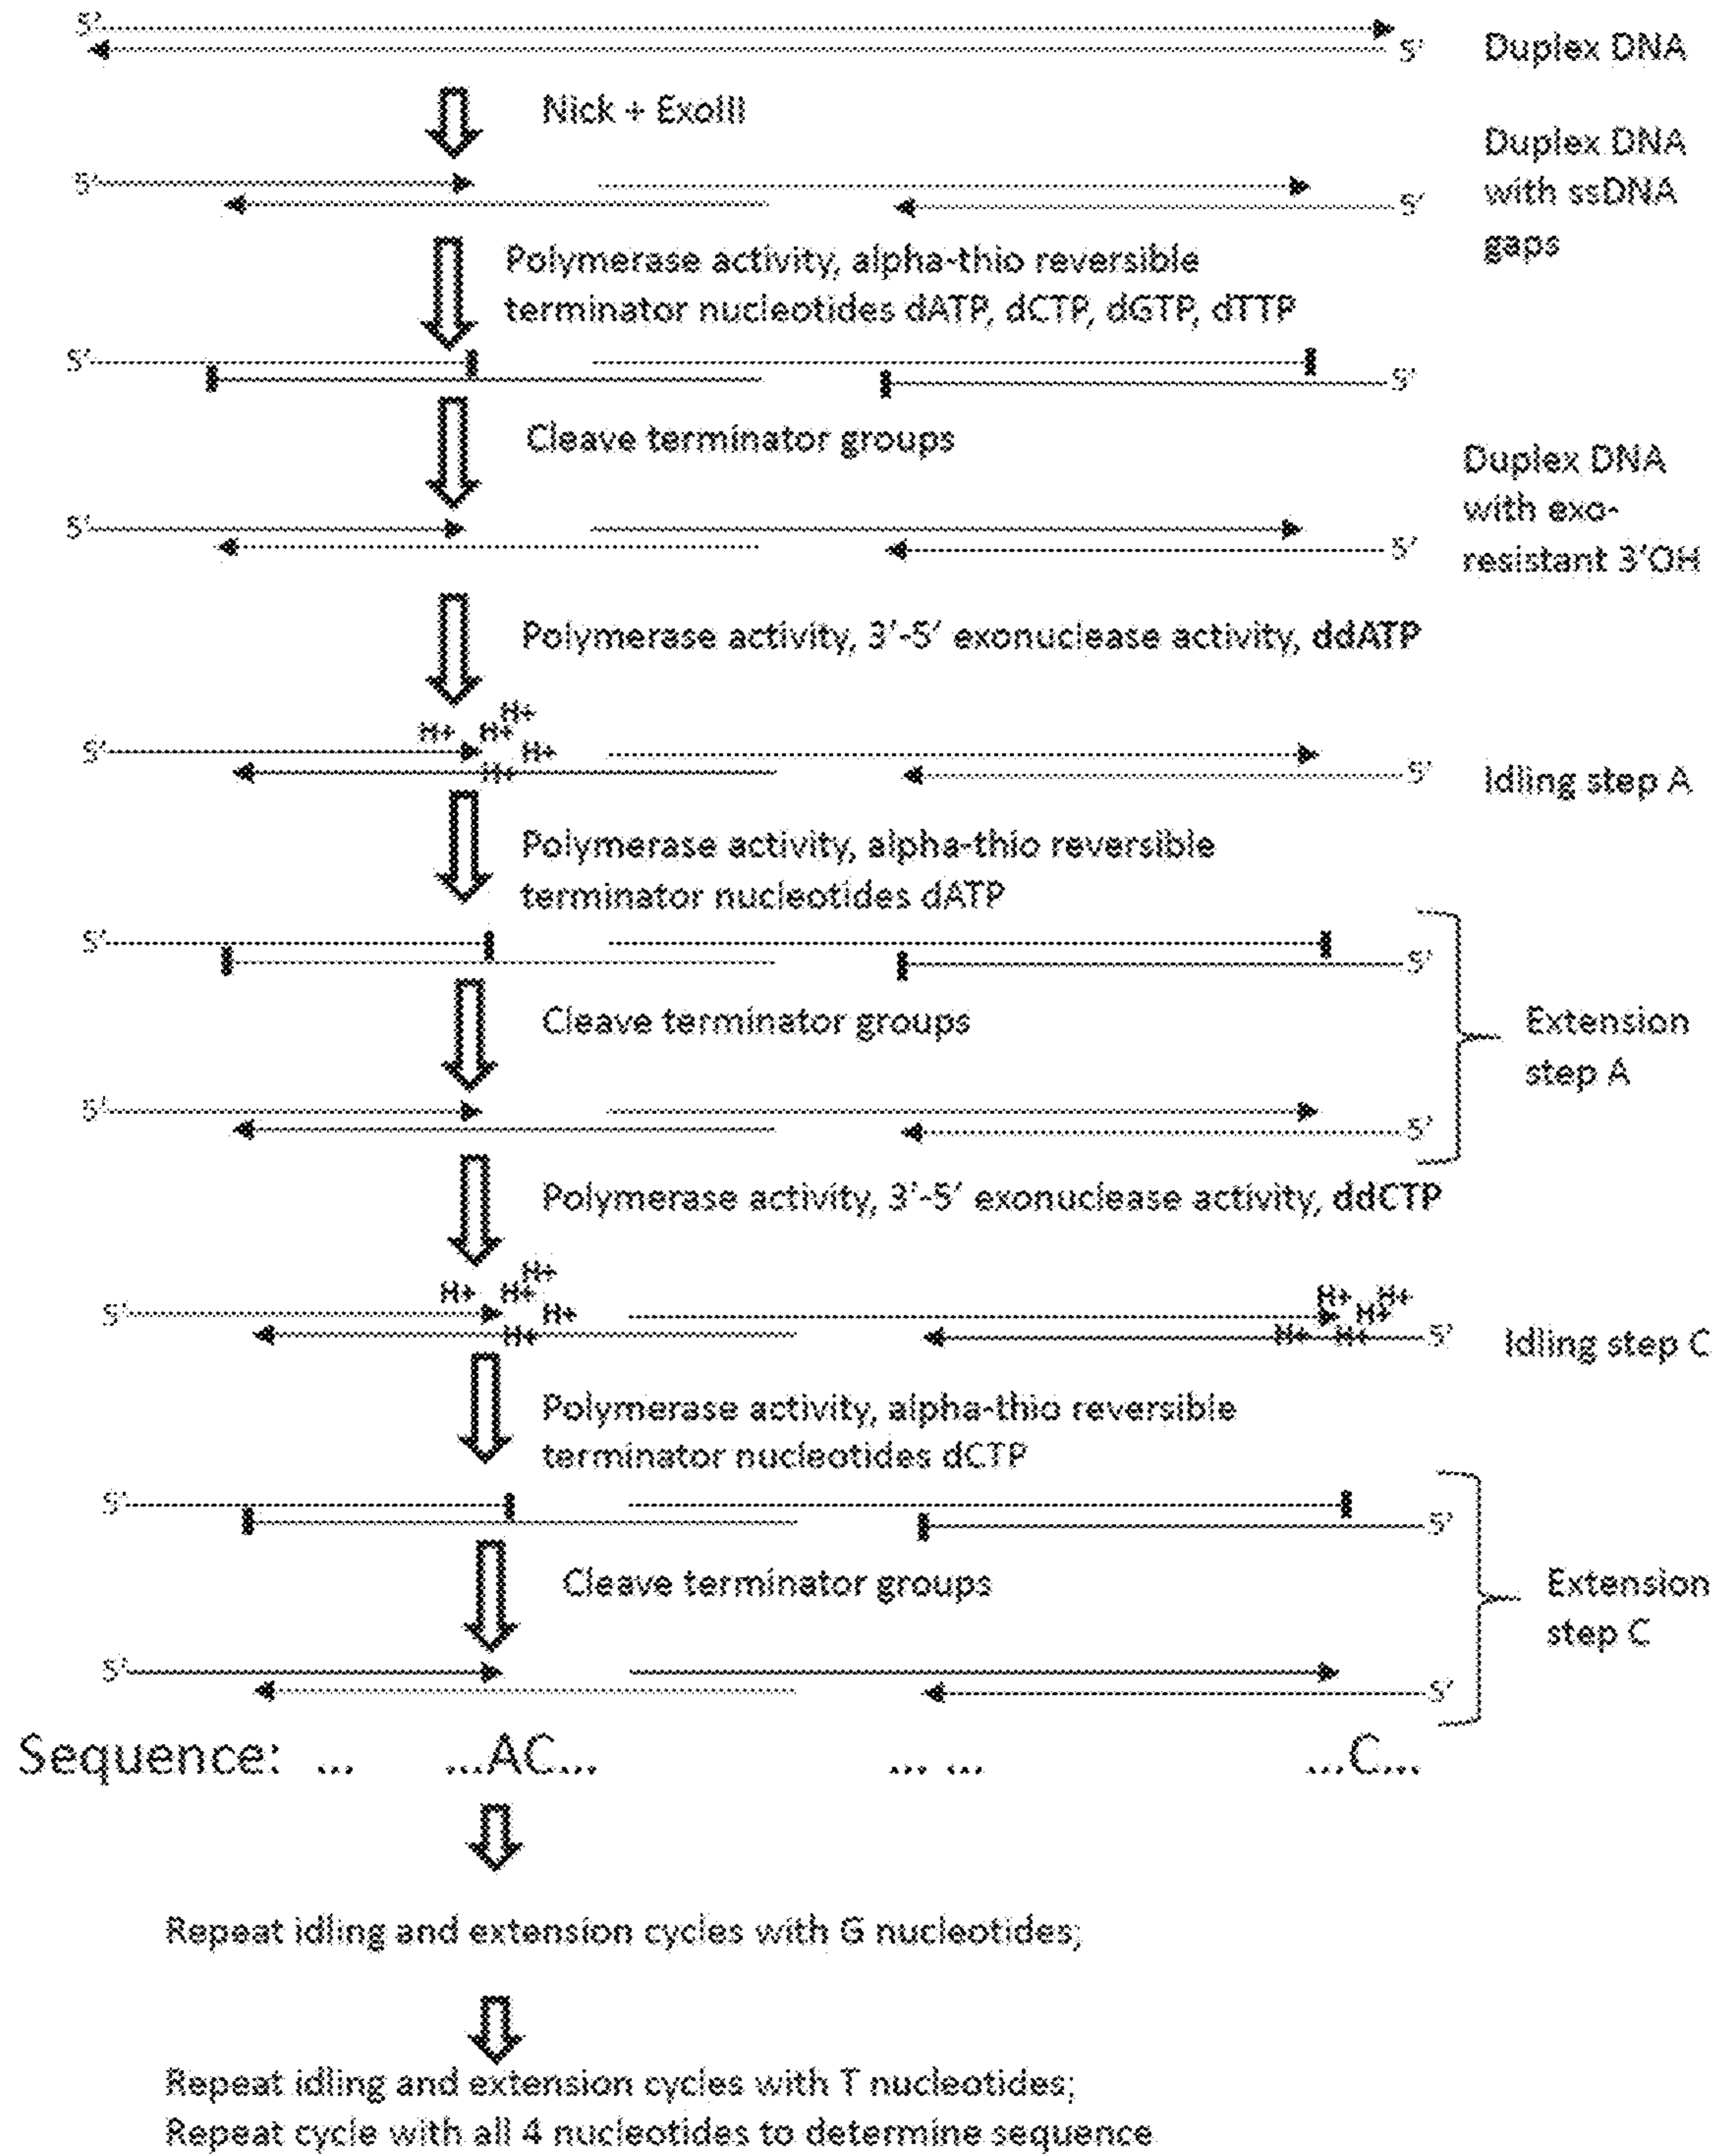 5'
5'
Duplex DNA
Nick + ExoIII
Duplex DNA
with ssDNA
gaps
5'
5'
Polymerase activity, alpha-thio reversible
terminator nucleotides dATP, dCTP, dGTP, dTTP
5'
5'
Cleave terminator groups
Duplex DNA
with exo-
resistant 3'OH
5'
5'
Polymerase activity, 3'-5' exonuclease activity, ddATP
H+ H+ H+
H+
H+
5'
5'
Idling step A
Polymerase activity, alpha-thio reversible
terminator nucleotides dATP
5'
5'
Cleave terminator groups
Extension
step A
5'
5'
Polymerase activity, 3'-5' exonuclease activity, ddCTP
H+ H+ H+
H+
H+
H+ H+
H+
H+ H+
5'
5'
Idling step C
Polymerase activity, alpha-thio reversible
terminator nucleotides dCTP
5'
5'
Cleave terminator groups
Extension
step C
5'
5'
Sequence: ... ...AC... ... ... ...C...
Repeat idling and extension cycles with G nucleotides;
Repeat idling and extension cycles with T nucleotides;
Repeat cycle with all 4 nucleotides to determine sequence